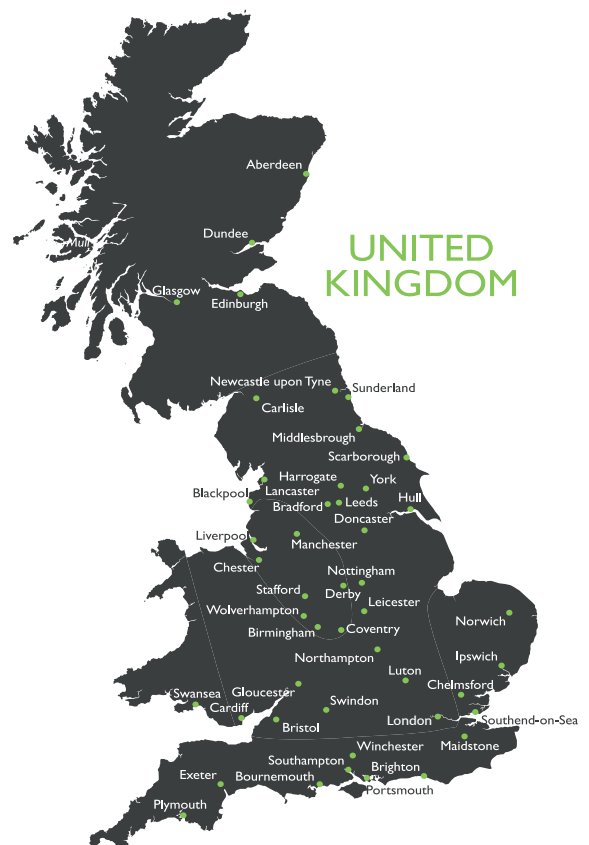 Aberdeen
Dundee
UNITED
KINGDOM
Mull
Glasgow
Edinburgh
Newcastle upon Tyne
Sunderland
Carlisle
Middlesbrough
Scarborough
Harrogate
York
Lancaster
Blackpool
Bradford
Leeds
Hull
Doncaster
Liverpool
Manchester
Chester
Nottingham
Stafford
Derby
Leicester
Wolverhampton
Norwich
Birmingham
Coventry
Northampton
Ipswich
Luton
Chelmsford
Swansea
Gloucester
Cardiff
Swindon
London
Southend-on-Sea
Bristol
Winchester
Maidstone
Southampton
Brighton
Exeter
Bournemouth
Portsmouth
Plymouth